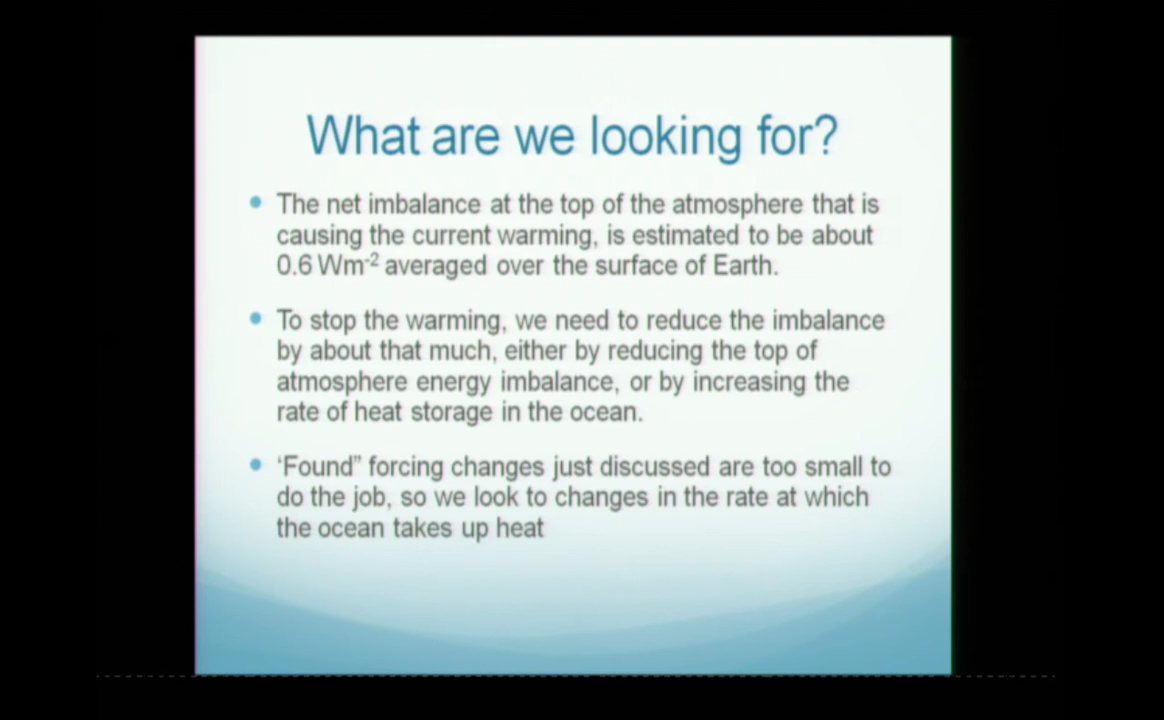 What are we looking for?
• The net imbalance at the top of the atmosphere that is
causing the current warming, is estimated to be about
0.6 Wm⁻² averaged over the surface of Earth.
• To stop the warming, we need to reduce the imbalance
by about that much, either by reducing the top of
atmosphere energy imbalance, or by increasing the
rate of heat storage in the ocean.
• ‘Found” forcing changes just discussed are too small to
do the job, so we look to changes in the rate at which
the ocean takes up heat